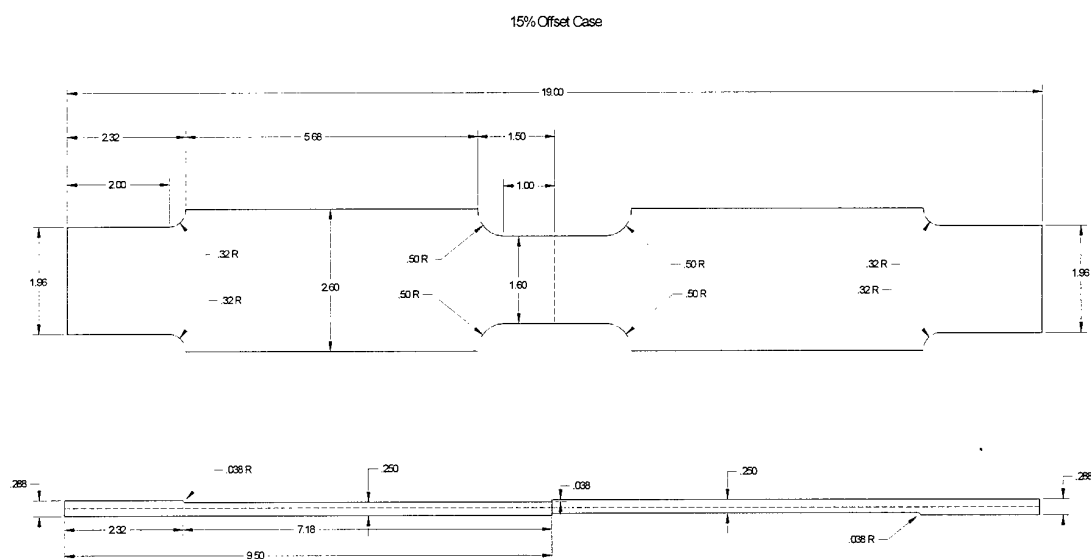 15% Offset Case
19.00
2.32
5.68
1.50
2.00
1.00
.32 R
.50 R
.50 R
.32 R
1.96
2.60
1.60
1.96
.32 R
.50 R
.50 R
.32 R
.038 R
.250
.038
.250
.288
.288
2.32
7.18
.038 R
9.50